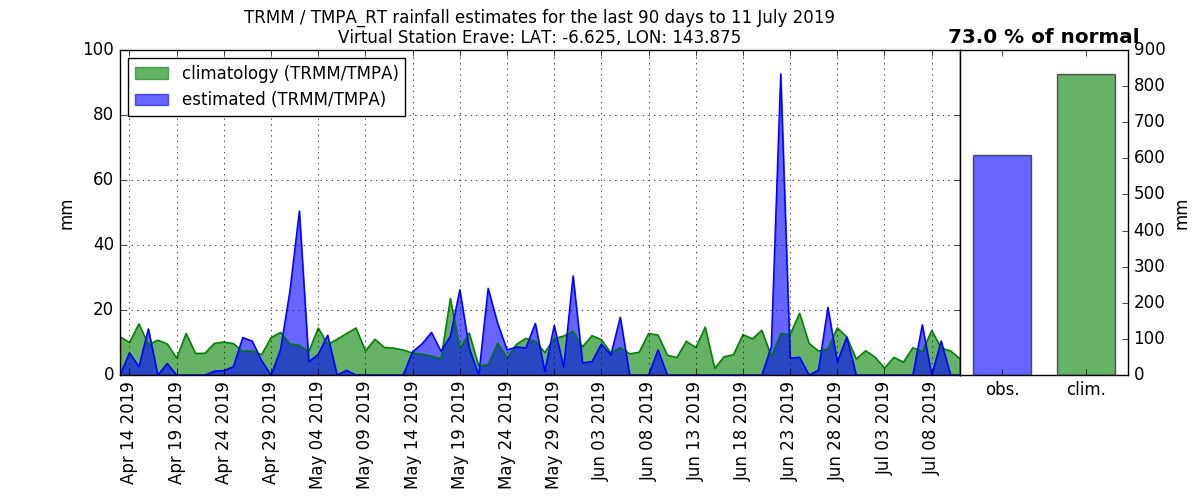 TRMM / TMPA_RT rainfall estimates for the last 90 days to 11 July 2019
Virtual Station Erave: LAT: -6.625, LON: 143.875
73.0 % of normal
climatology (TRMM/TMPA)
estimated (TRMM/TMPA)
100
80
60
40
20
0
mm
Apr 14 2019
Apr 19 2019
Apr 24 2019
Apr 29 2019
May 04 2019
May 09 2019
May 14 2019
May 19 2019
May 24 2019
May 29 2019
Jun 03 2019
Jun 08 2019
Jun 13 2019
Jun 18 2019
Jun 23 2019
Jun 28 2019
Jul 03 2019
Jul 08 2019
900
800
700
600
500
400
300
200
100
0
mm
obs.
clim.